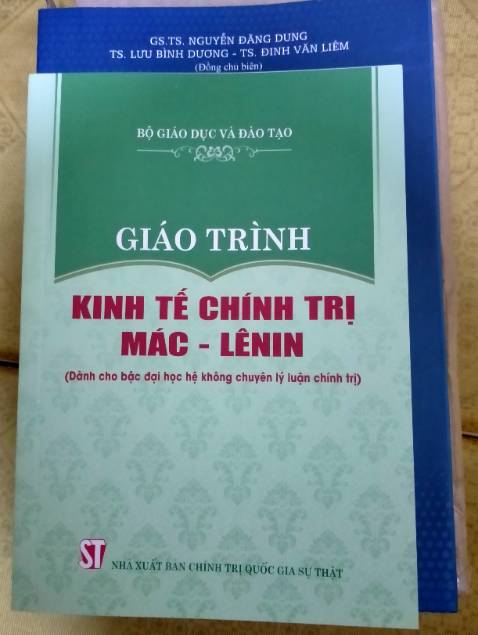 GS.TS. NGUYỄN ĐĂNG DUNG
TS. LƯU BÌNH DƯƠNG - TS. ĐINH VĂN LIÊM
(Đồng chủ biên)
BỘ GIÁO DỤC VÀ ĐÀO TẠO
GIÁO TRÌNH
KINH TẾ CHÍNH TRỊ
MÁC - LÊNIN
(Dành cho bậc đại học hệ không chuyên lý luận chính trị)
ST
NHÀ XUẤT BẢN CHÍNH TRỊ QUỐC GIA SỰ THẬT